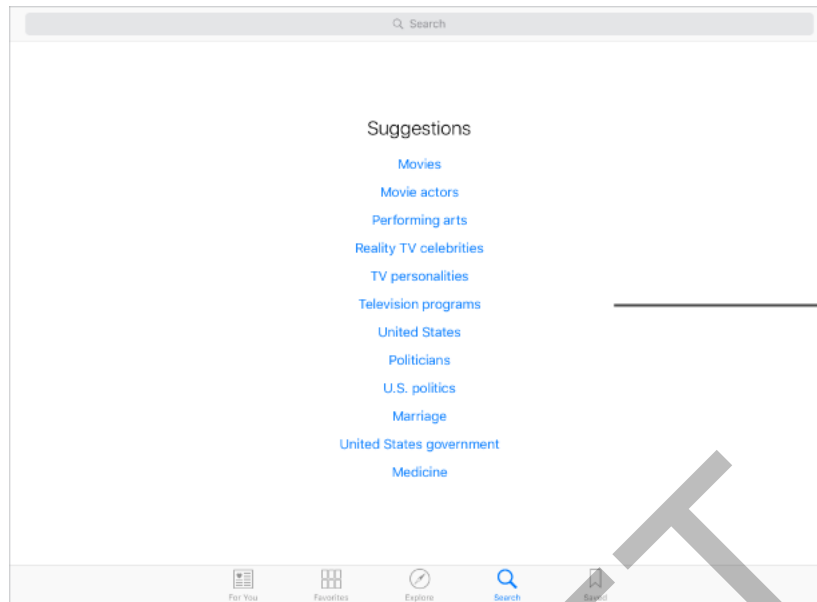 Search
Suggestions
Movies
Movie actors
Performing arts
Reality TV celebrities
TV personalities
Television programs
United States
Politicians
U.S. politics
Marriage
United States government
Medicine
For You Favorites Explore Search Saved